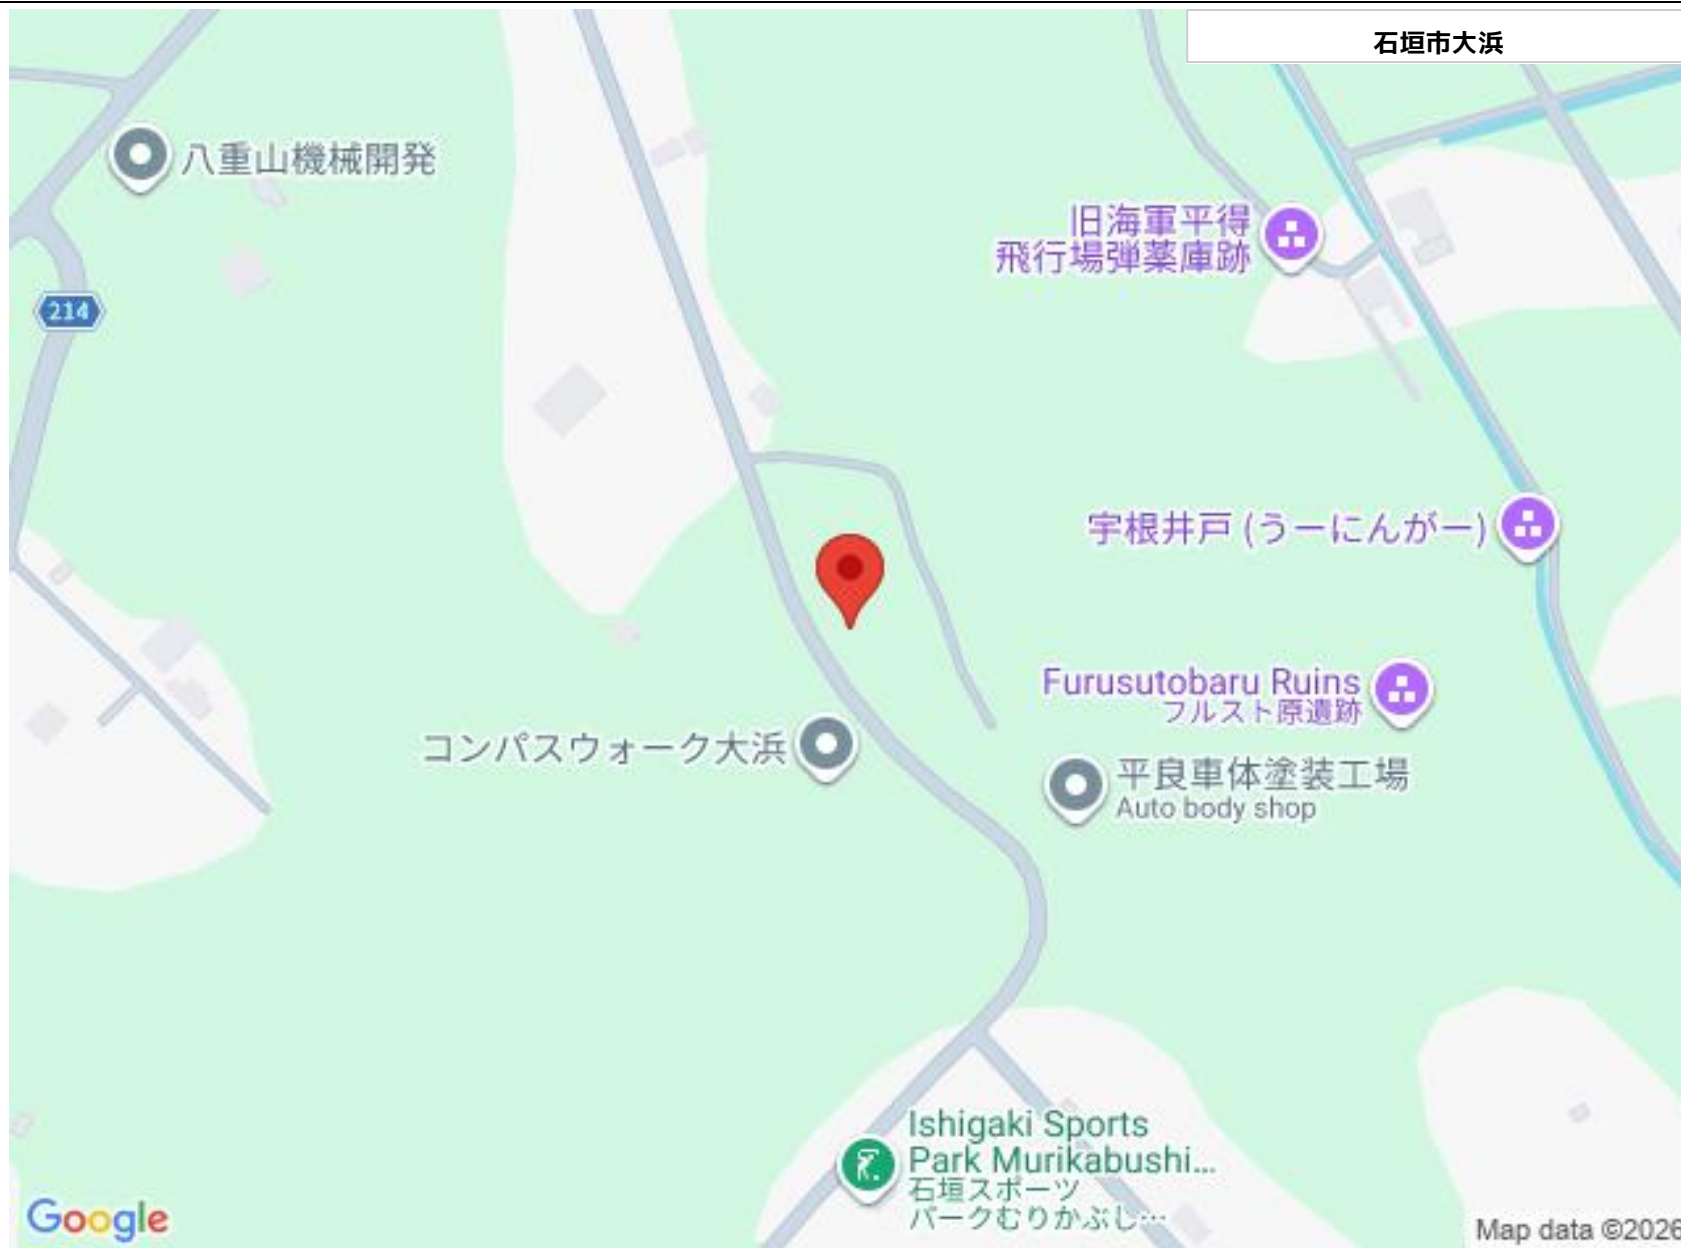 石垣市大浜
八重山機械開発
旧海軍平得
飛行場弾薬庫跡
214
宇根井戸 (うーにんがー)
Furusutobaru Ruins
フルスト原遺跡
コンパスウォーク大浜
平良車体塗装工場
Auto body shop
Ishigaki Sports
Park Murikabushi...
石垣スポーツ
パークむりかぶし…
Google
Map data ©2026